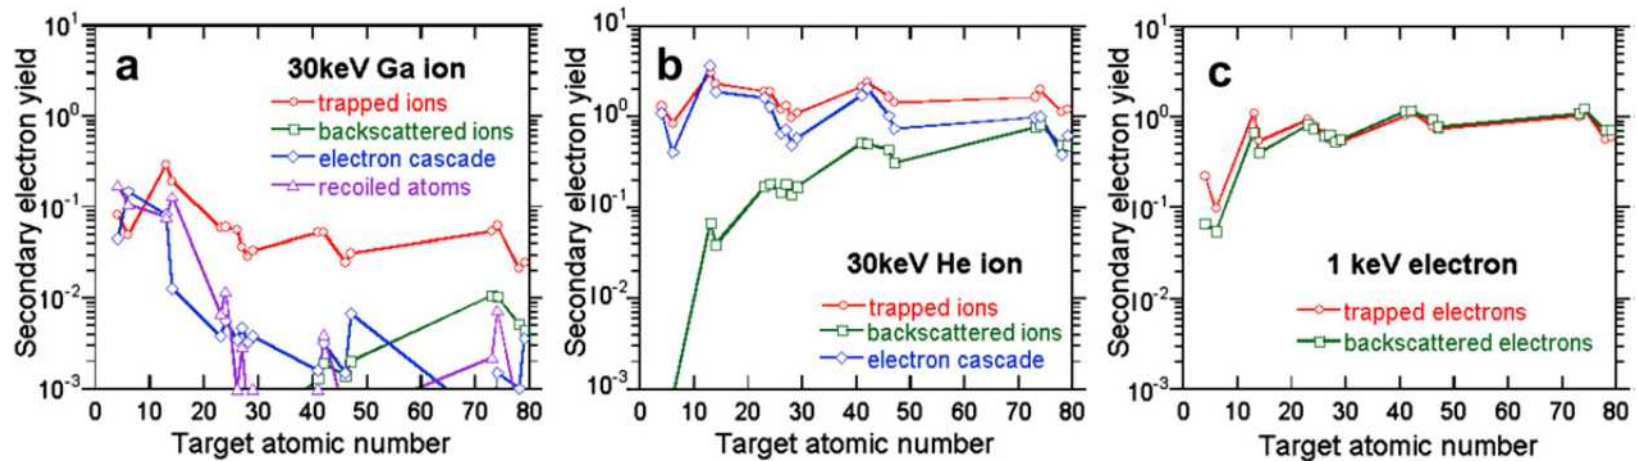 a
30keV Ga ion
trapped ions
backscattered ions
electron cascade
recoiled atoms
Secondary electron yield
10^1
10^0
10^-1
10^-2
10^-3
0 10 20 30 40 50 60 70 80
Target atomic number
b
30keV He ion
trapped ions
backscattered ions
electron cascade
Secondary electron yield
10^1
10^0
10^-1
10^-2
10^-3
0 10 20 30 40 50 60 70 80
Target atomic number
c
1 keV electron
trapped electrons
backscattered electrons
Secondary electron yield
10^1
10^0
10^-1
10^-2
10^-3
0 10 20 30 40 50 60 70 80
Target atomic number